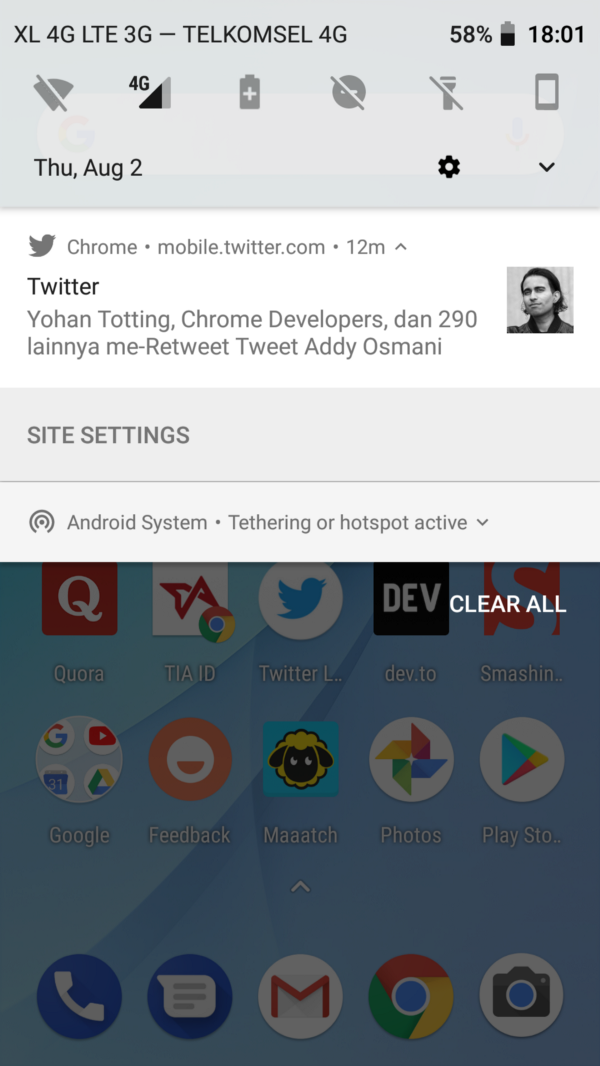 XL 4G LTE 3G — TELKOMSEL 4G 58% 18:01
4G
Thu, Aug 2
Chrome • mobile.twitter.com • 12m
Twitter
Yohan Totting, Chrome Developers, dan 290
lainnya me-Retweet Tweet Addy Osmani
SITE SETTINGS
Android System • Tethering or hotspot active
Q TIA DEV S
CLEAR ALL
Quora TIA ID Twitter L.. dev.to Smashin..
31
Google Feedback Maaatch Photos Play Sto..